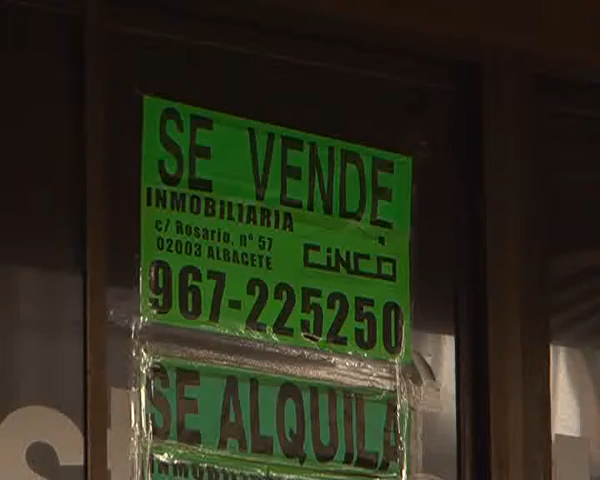 SE VENDE
INMOBILIARIA
c/ Rosario, nº 57
02003 ALBACETE
CINCO
967-225250
SE ALQUILA